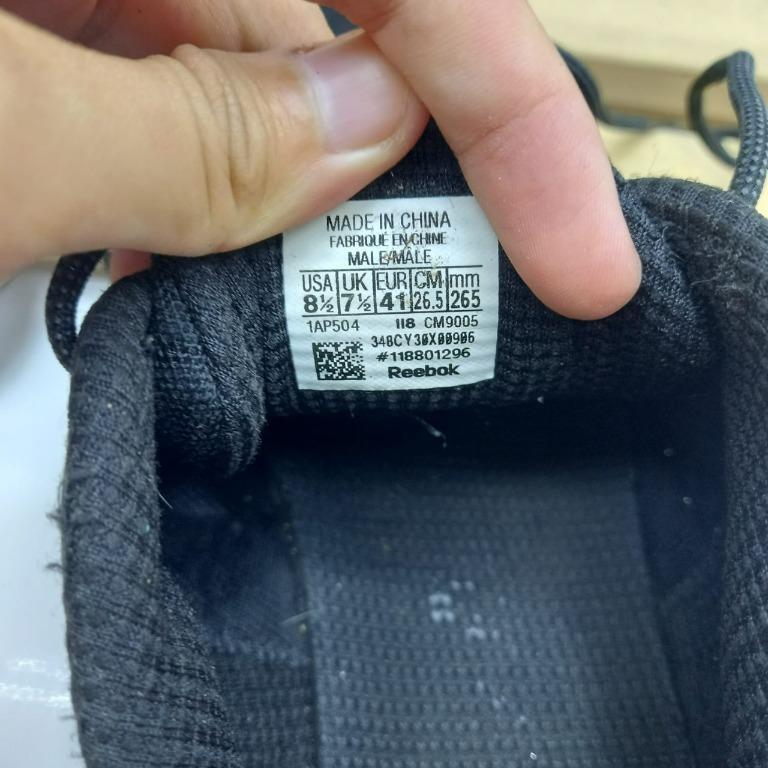 MADE IN CHINA
FABRIQUE EN CHINE
MALE/MALE
USA UK EUR CM mm
8½ 7½ 41 26.5 265
1AP504 118 CM9005
#118801296
Reebok